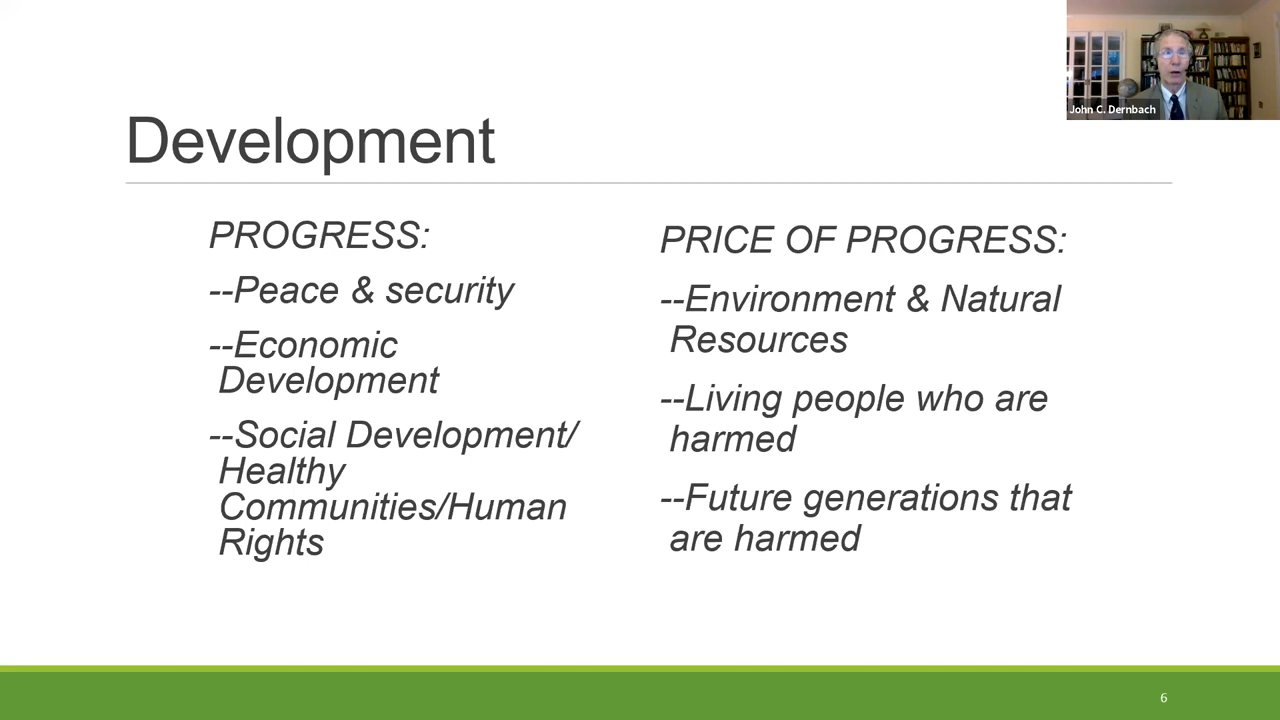 John C. Dernbach
Development
PROGRESS:
--Peace & security
--Economic
Development
--Social Development/
Healthy
Communities/Human
Rights
PRICE OF PROGRESS:
--Environment & Natural
Resources
--Living people who are
harmed
--Future generations that
are harmed
6